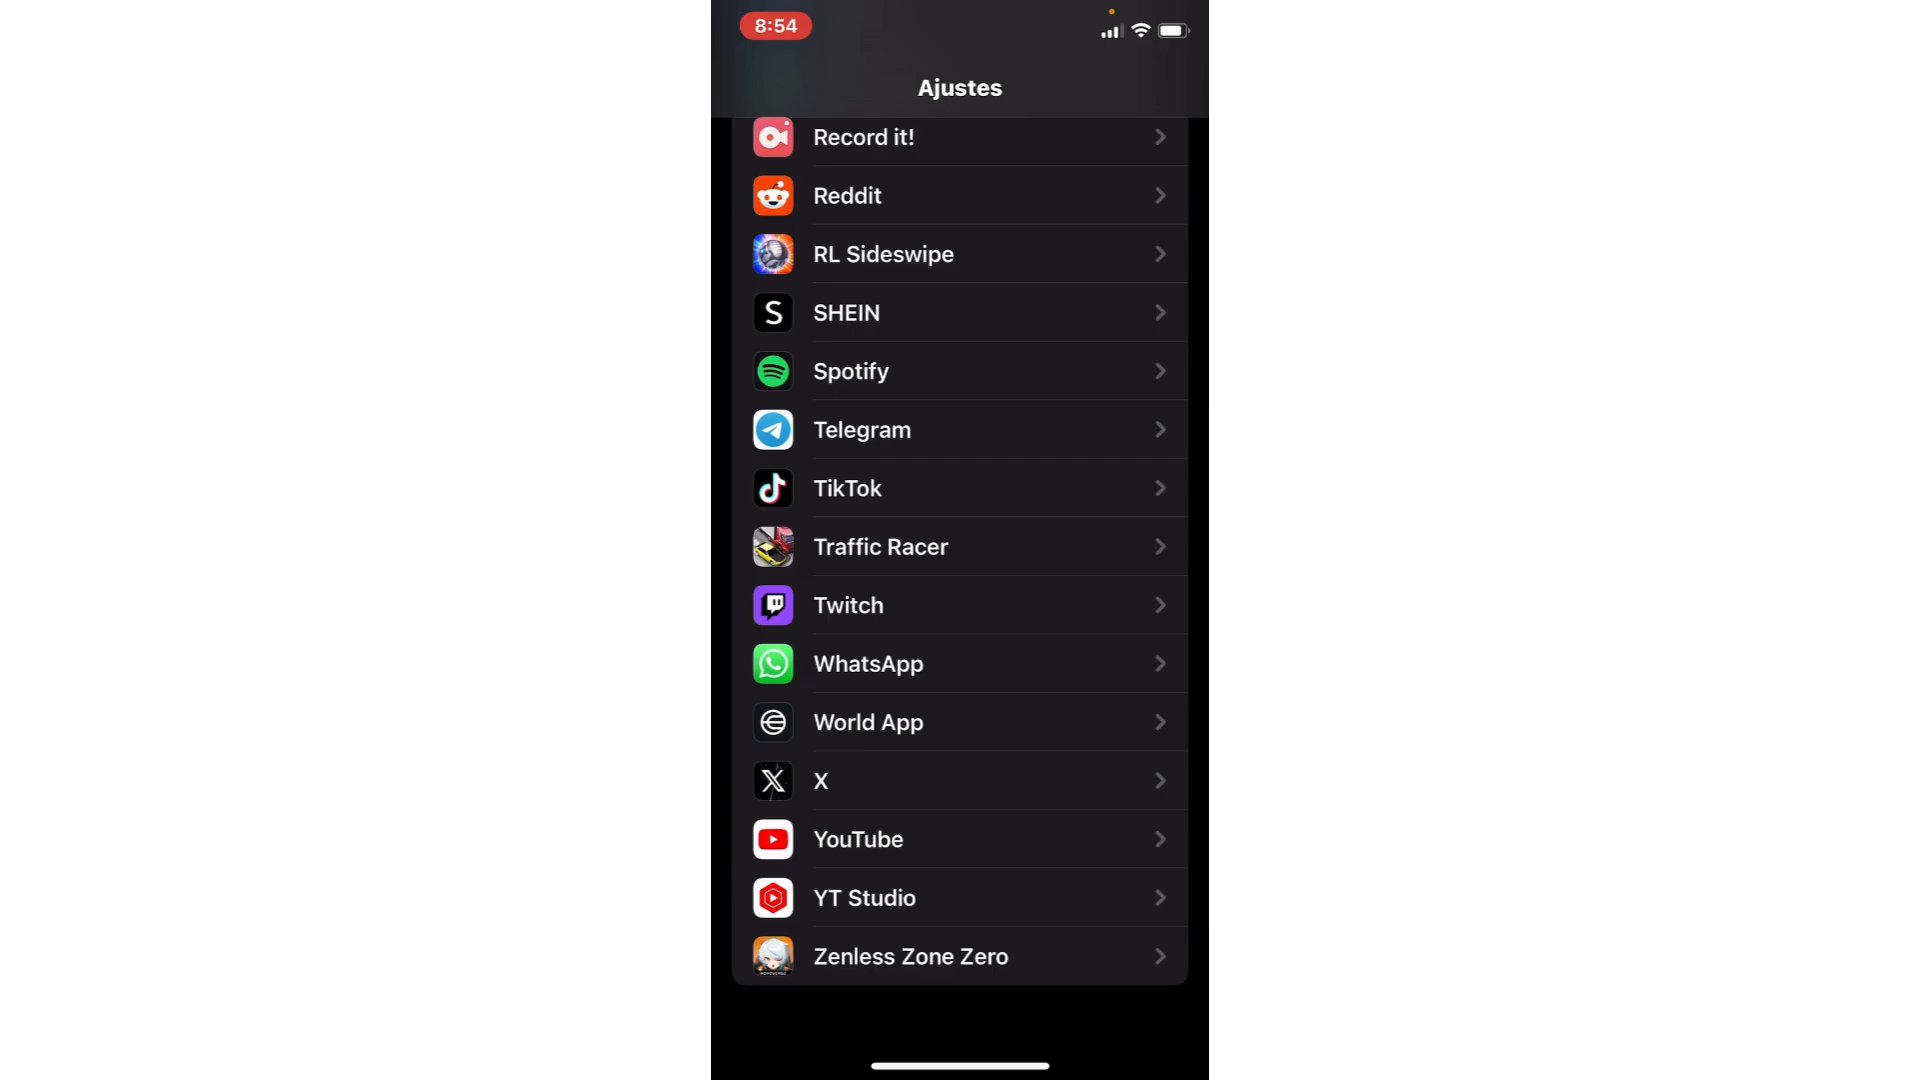 8:54
Ajustes
Record it!
Reddit
RL Sideswipe
SHEIN
Spotify
Telegram
TikTok
Traffic Racer
Twitch
WhatsApp
World App
X
YouTube
YT Studio
Zenless Zone Zero